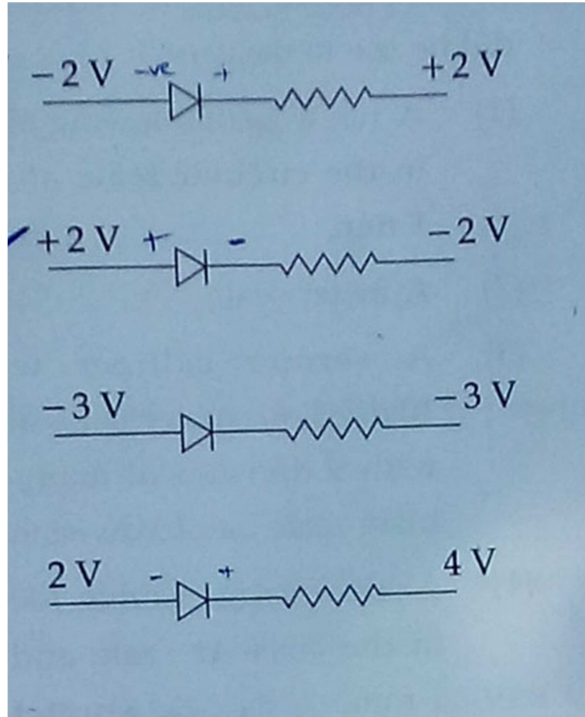 −2 V -ve + +2 V
+2 V + - −2 V
−3 V −3 V
2 V - + 4 V